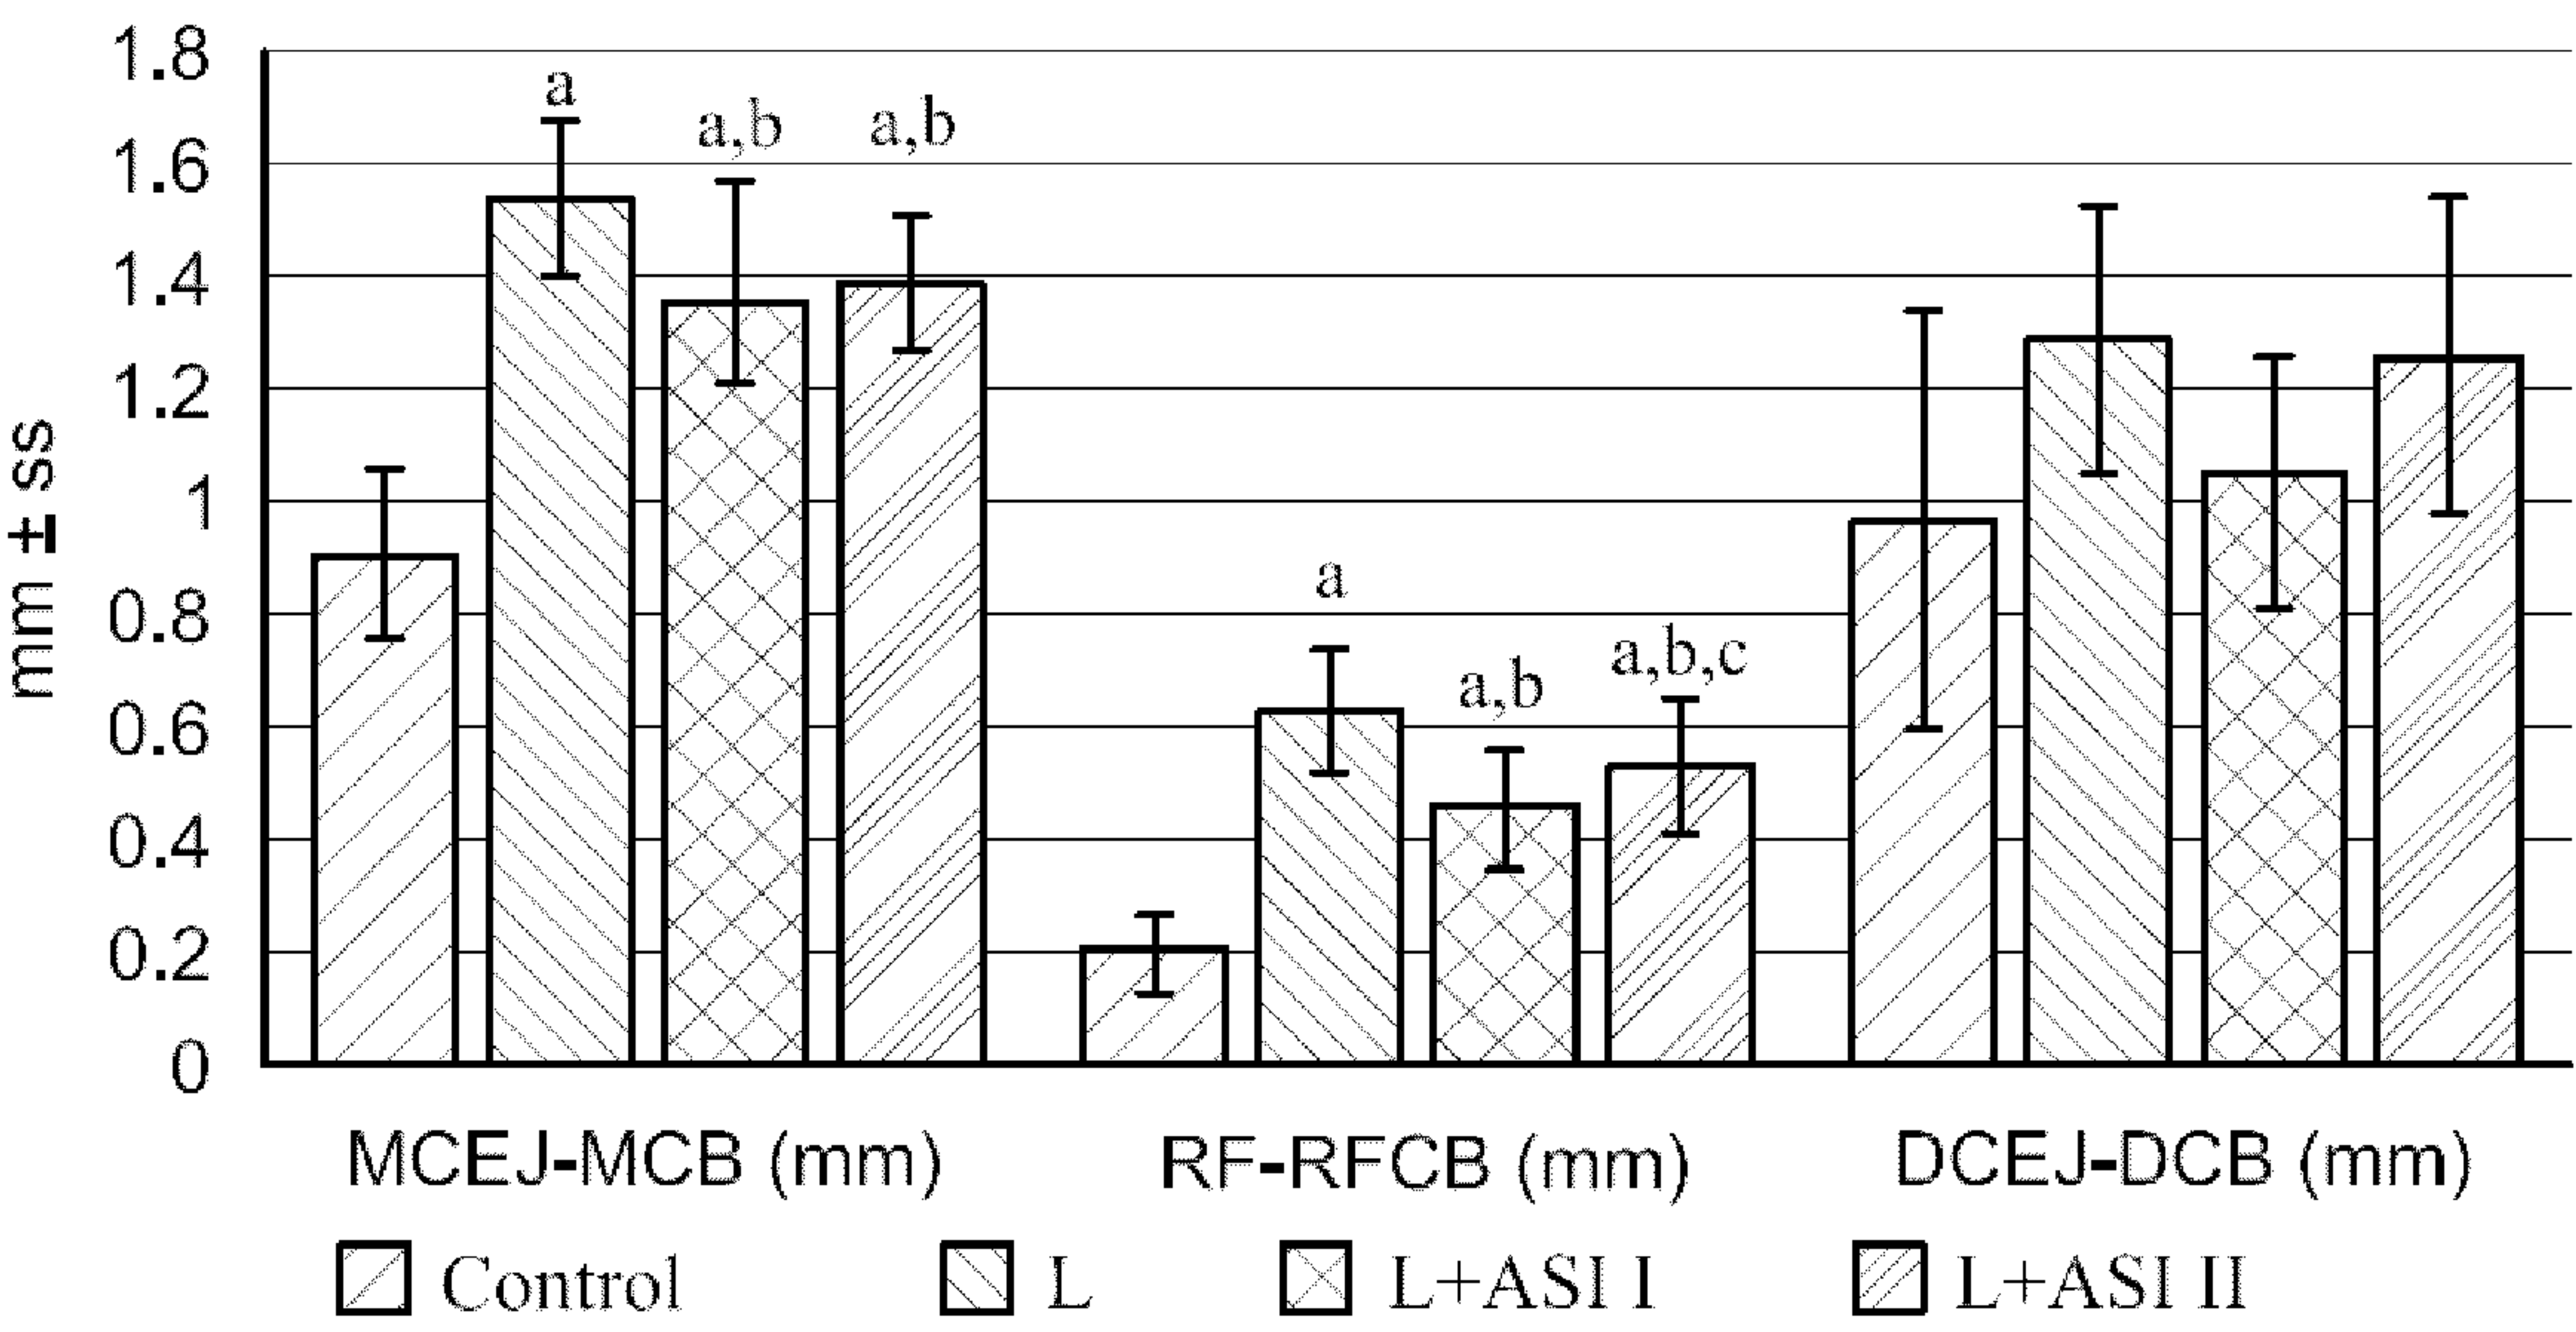 1.8
1.6
1.4
1.2
1
0.8
0.6
0.4
0.2
0
mm ± ss
a
a,b
a,b
a
a,b
a,b,c
MCEJ-MCB (mm)
RF-RFCB (mm)
DCEJ-DCB (mm)
Control
L
L+ASI I
L+ASI II